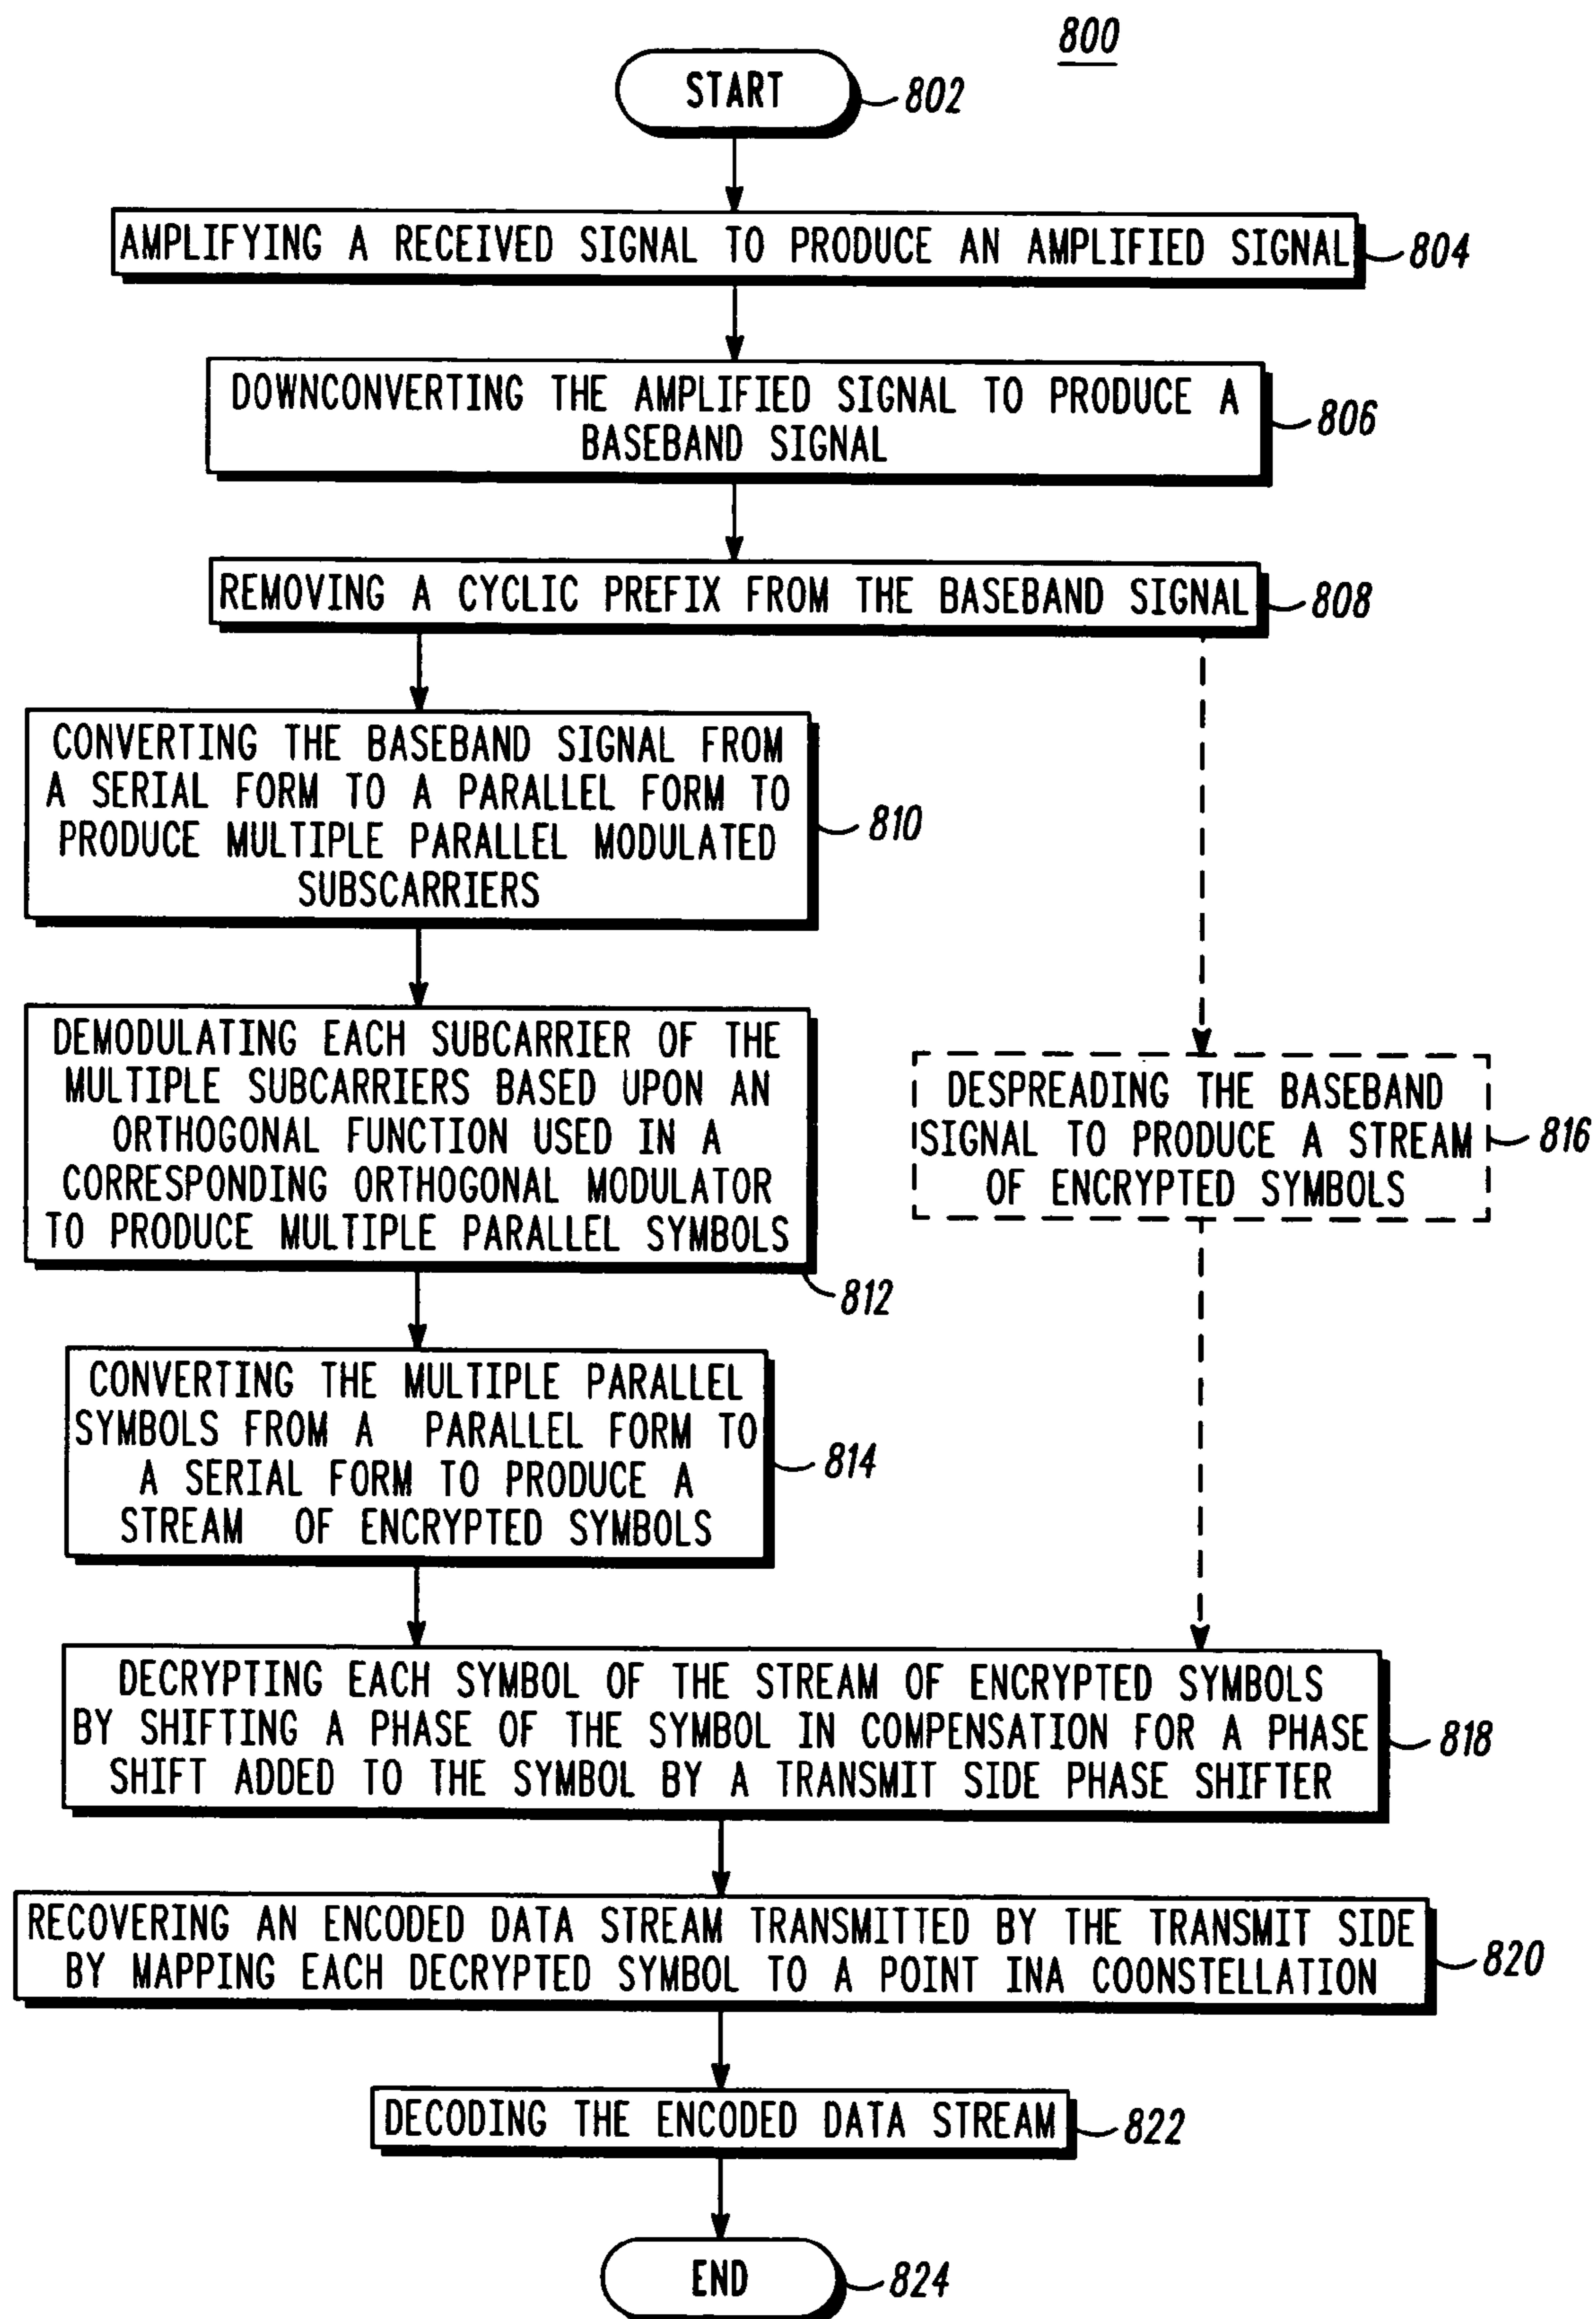 800
START
802
AMPLIFYING A RECEIVED SIGNAL TO PRODUCE AN AMPLIFIED SIGNAL
804
DOWNCONVERTING THE AMPLIFIED SIGNAL TO PRODUCE A
BASEBAND SIGNAL
806
REMOVING A CYCLIC PREFIX FROM THE BASEBAND SIGNAL
808
CONVERTING THE BASEBAND SIGNAL FROM
A SERIAL FORM TO A PARALLEL FORM TO
PRODUCE MULTIPLE PARALLEL MODULATED
SUBSCARRIERS
810
DEMODULATING EACH SUBCARRIER OF THE
MULTIPLE SUBCARRIERS BASED UPON AN
ORTHOGONAL FUNCTION USED IN A
CORRESPONDING ORTHOGONAL MODULATOR
TO PRODUCE MULTIPLE PARALLEL SYMBOLS
812
DESPREADING THE BASEBAND
SIGNAL TO PRODUCE A STREAM
OF ENCRYPTED SYMBOLS
816
CONVERTING THE MULTIPLE PARALLEL
SYMBOLS FROM A PARALLEL FORM TO
A SERIAL FORM TO PRODUCE A
STREAM OF ENCRYPTED SYMBOLS
814
DECRYPTING EACH SYMBOL OF THE STREAM OF ENCRYPTED SYMBOLS
BY SHIFTING A PHASE OF THE SYMBOL IN COMPENSATION FOR A PHASE
SHIFT ADDED TO THE SYMBOL BY A TRANSMIT SIDE PHASE SHIFTER
818
RECOVERING AN ENCODED DATA STREAM TRANSMITTED BY THE TRANSMIT SIDE
BY MAPPING EACH DECRYPTED SYMBOL TO A POINT INA COONSTELLATION
820
DECODING THE ENCODED DATA STREAM
822
END
824